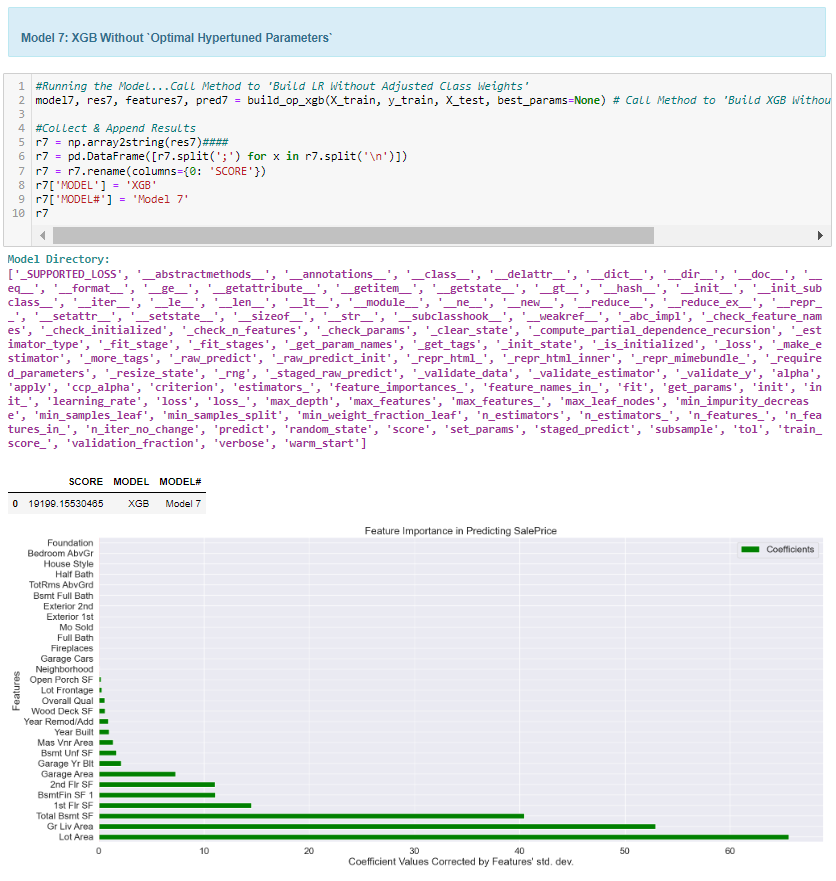 Model 7: XGB Without `Optimal Hypertuned Parameters`
1 #Running the Model...Call Method to 'Build LR Without Adjusted Class Weights'
2 model7, res7, features7, pred7 = build_op_xgb(X_train, y_train, X_test, best_params=None) # Call Method to 'Build XGB Withou
3
4 #Collect & Append Results
5 r7 = np.array2string(res7)####
6 r7 = pd.DataFrame([r7.split(';') for x in r7.split('\n')])
7 r7 = r7.rename(columns={0: 'SCORE'})
8 r7['MODEL'] = 'XGB'
9 r7['MODEL#'] = 'Model 7'
10 r7
Model Directory:
['_SUPPORTED_LOSS', '__abstractmethods__', '__annotations__', '__class__', '__delattr__', '__dict__', '__dir__', '__doc__', '__
eq__', '__format__', '__ge__', '__getattribute__', '__getitem__', '__getstate__', '__gt__', '__hash__', '__init__', '__init_sub
class__', '__iter__', '__le__', '__len__', '__lt__', '__module__', '__ne__', '__new__', '__reduce__', '__reduce_ex__', '__repr_
_', '__setattr__', '__setstate__', '__sizeof__', '__str__', '__subclasshook__', '__weakref__', '_abc_impl', '_check_feature_nam
es', '_check_initialized', '_check_n_features', '_check_params', '_clear_state', '_compute_partial_dependence_recursion', '_est
imator_type', '_fit_stage', '_fit_stages', '_get_param_names', '_get_tags', '_init_state', '_is_initialized', '_loss', '_make_e
stimator', '_more_tags', '_raw_predict', '_raw_predict_init', '_repr_html_', '_repr_html_inner', '_repr_mimebundle_', '_require
d_parameters', '_resize_state', '_rng', '_staged_raw_predict', '_validate_data', '_validate_estimator', '_validate_y', 'alpha',
'apply', 'ccp_alpha', 'criterion', 'estimators_', 'feature_importances_', 'feature_names_in_', 'fit', 'get_params', 'init', 'in
it_', 'learning_rate', 'loss', 'loss_', 'max_depth', 'max_features', 'max_features_', 'max_leaf_nodes', 'min_impurity_decreas
e', 'min_samples_leaf', 'min_samples_split', 'min_weight_fraction_leaf', 'n_estimators', 'n_estimators_', 'n_features_', 'n_fea
tures_in_', 'n_iter_no_change', 'predict', 'random_state', 'score', 'set_params', 'staged_predict', 'subsample', 'tol', 'train_
score_', 'validation_fraction', 'verbose', 'warm_start']
SCORE MODEL MODEL#
0 19199.15530465 XGB Model 7
Feature Importance in Predicting SalePrice
Coefficients
Features
Foundation
Bedroom AbvGr
House Style
Half Bath
TotRms AbvGrd
Bsmt Full Bath
Exterior 2nd
Exterior 1st
Mo Sold
Full Bath
Fireplaces
Garage Cars
Neighborhood
Open Porch SF
Lot Frontage
Overall Qual
Wood Deck SF
Year Remod/Add
Year Built
Mas Vnr Area
Bsmt Unf SF
Garage Yr Blt
Garage Area
2nd Flr SF
BsmtFin SF 1
1st Flr SF
Total Bsmt SF
Gr Liv Area
Lot Area
0 10 20 30 40 50 60
Coefficient Values Corrected by Features' std. dev.